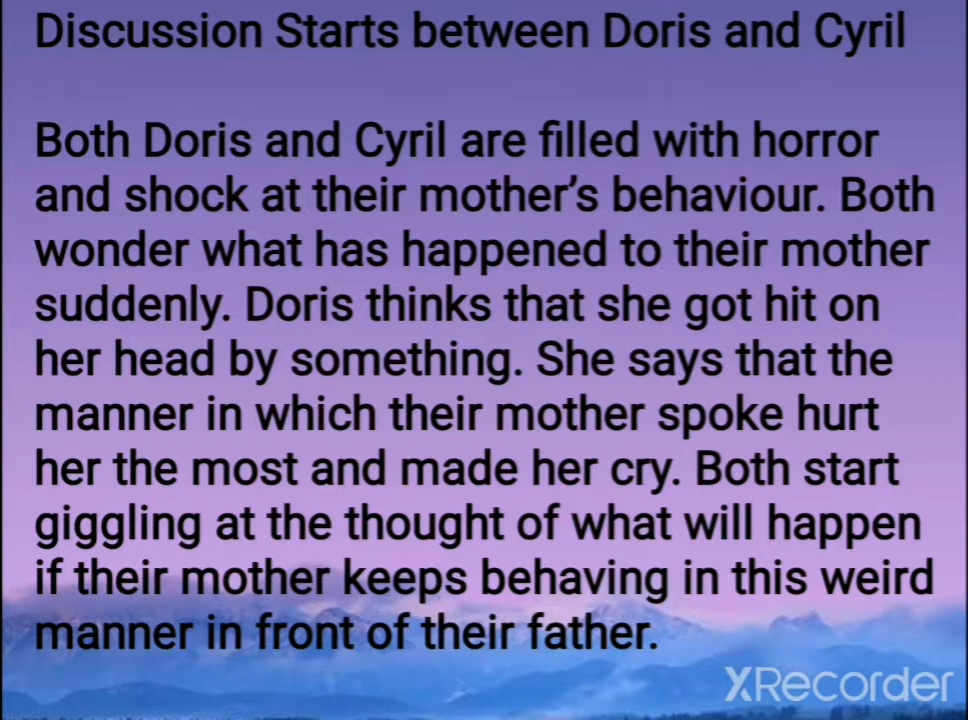 Discussion Starts between Doris and Cyril
Both Doris and Cyril are filled with horror
and shock at their mother’s behaviour. Both
wonder what has happened to their mother
suddenly. Doris thinks that she got hit on
her head by something. She says that the
manner in which their mother spoke hurt
her the most and made her cry. Both start
giggling at the thought of what will happen
if their mother keeps behaving in this weird
manner in front of their father.
XRecorder